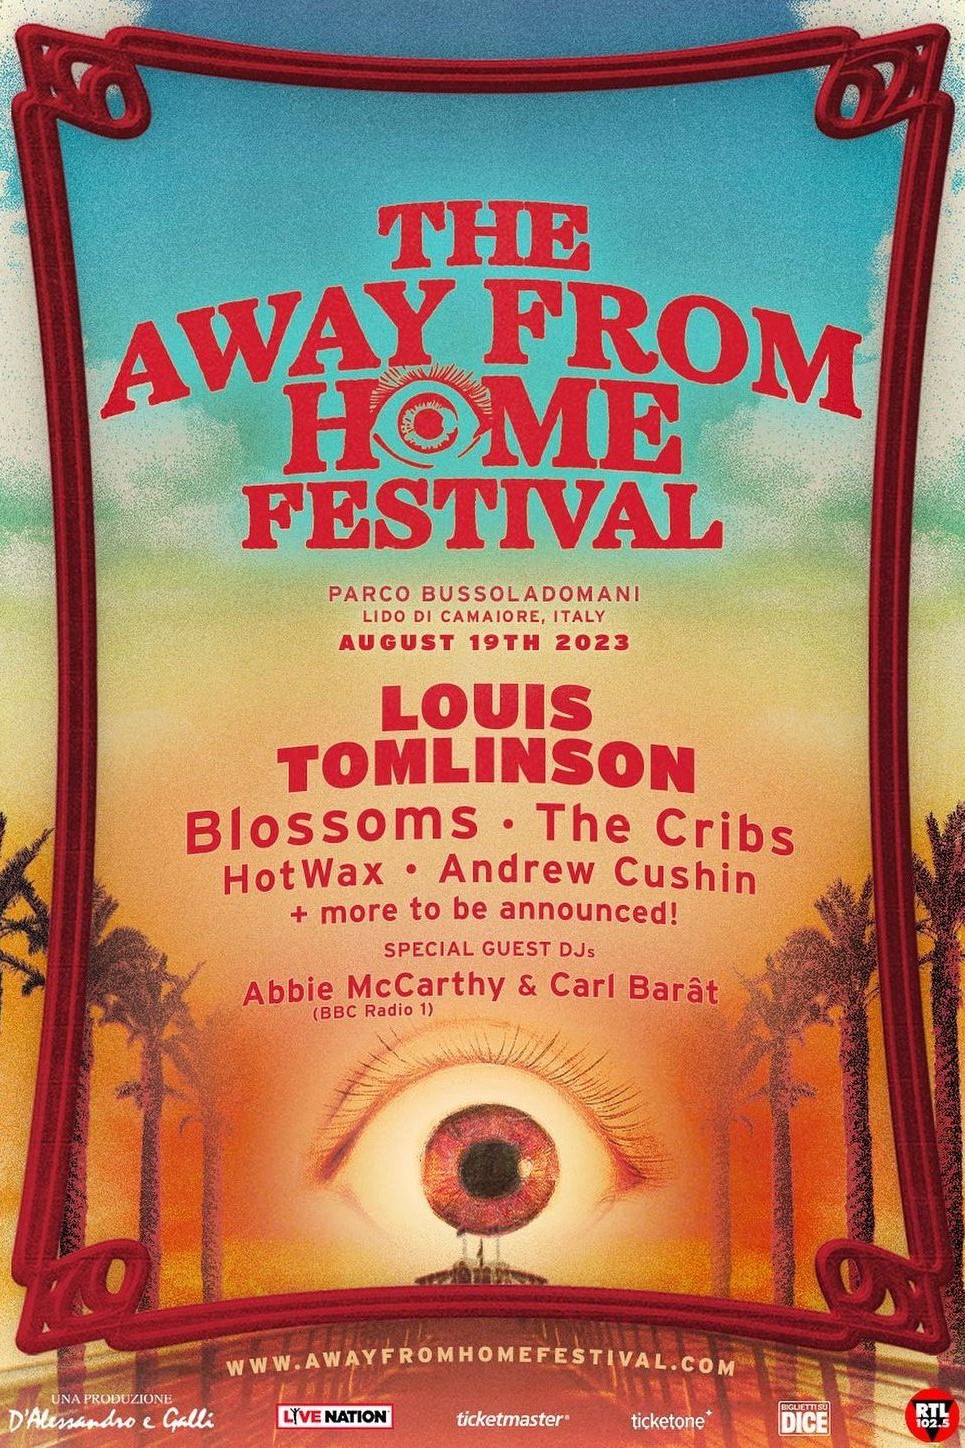 THE
AWAY FROM
HOME
FESTIVAL
PARCO BUSSOLADOMANI
LIDO DI CAMAIORE, ITALY
AUGUST 19TH 2023
LOUIS
TOMLINSON
Blossoms · The Cribs
HotWax • Andrew Cushin
+ more to be announced!
SPECIAL GUEST DJs
Abbie McCarthy & Carl Barât
(BBC Radio 1)
WWW.AWAYFROMHOMEFESTIVAL.COM
UNA PRODUZIONE
D'Alessandro e Galli
LIVE NATION
ticketmaster®
ticketone
BIGLIETTI SU
DICE
RTL
102.5